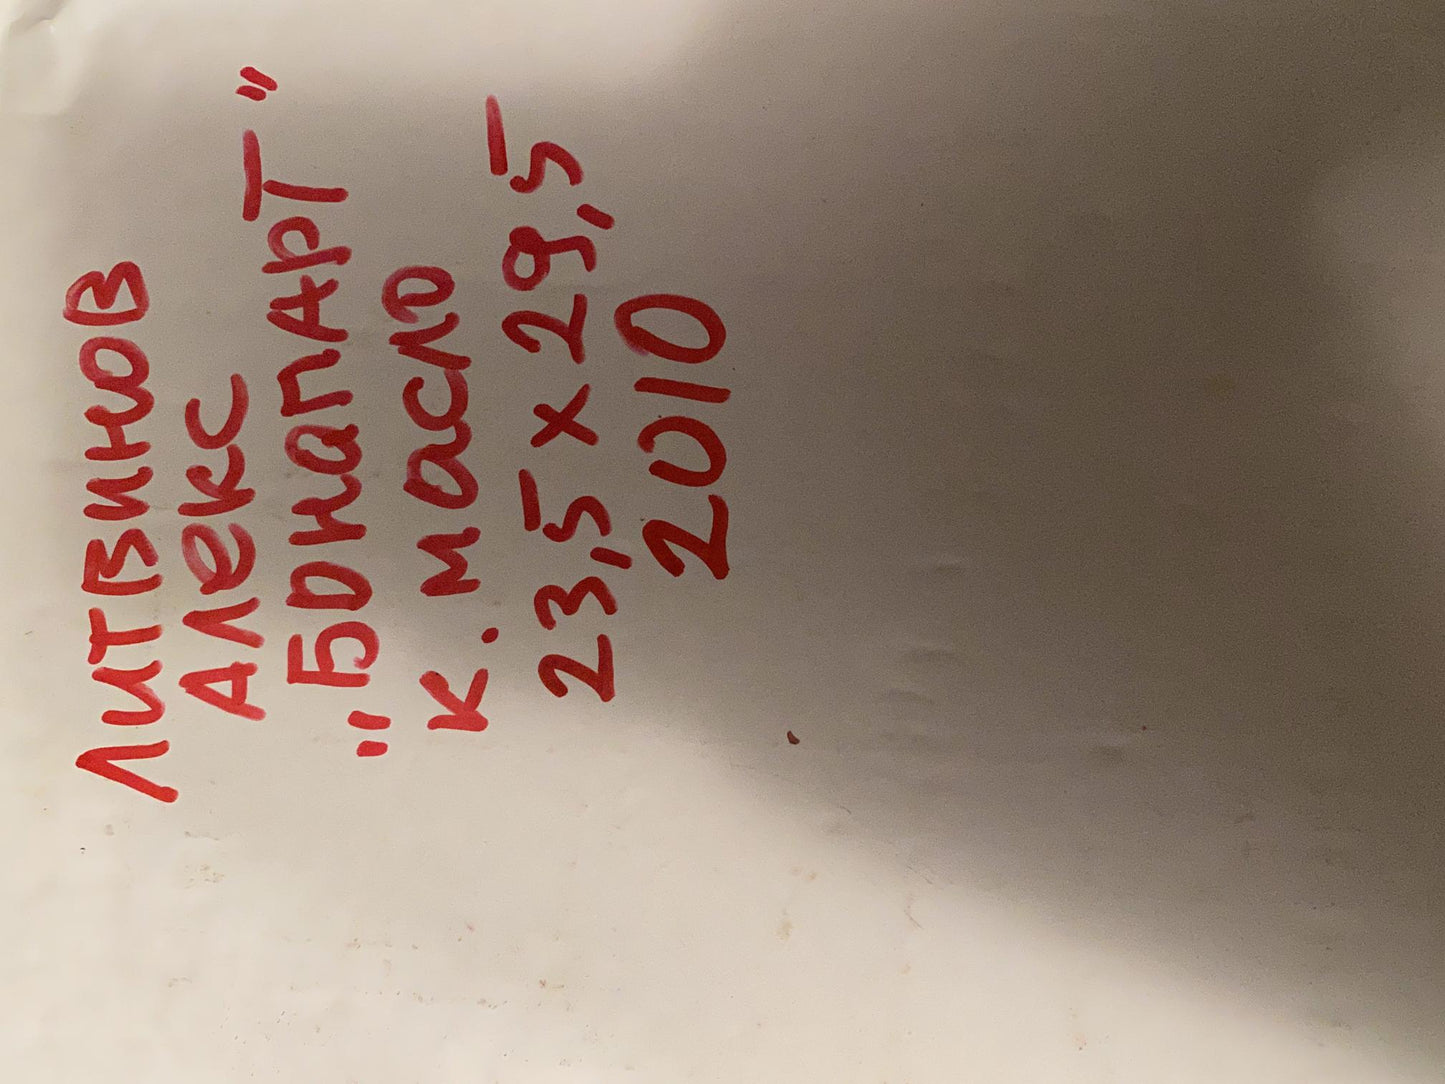 ЛИТВИНОВ
АЛЕКС
"БОНАПАРТ"
К. МАСЛО
23,5 х 29,5
2010